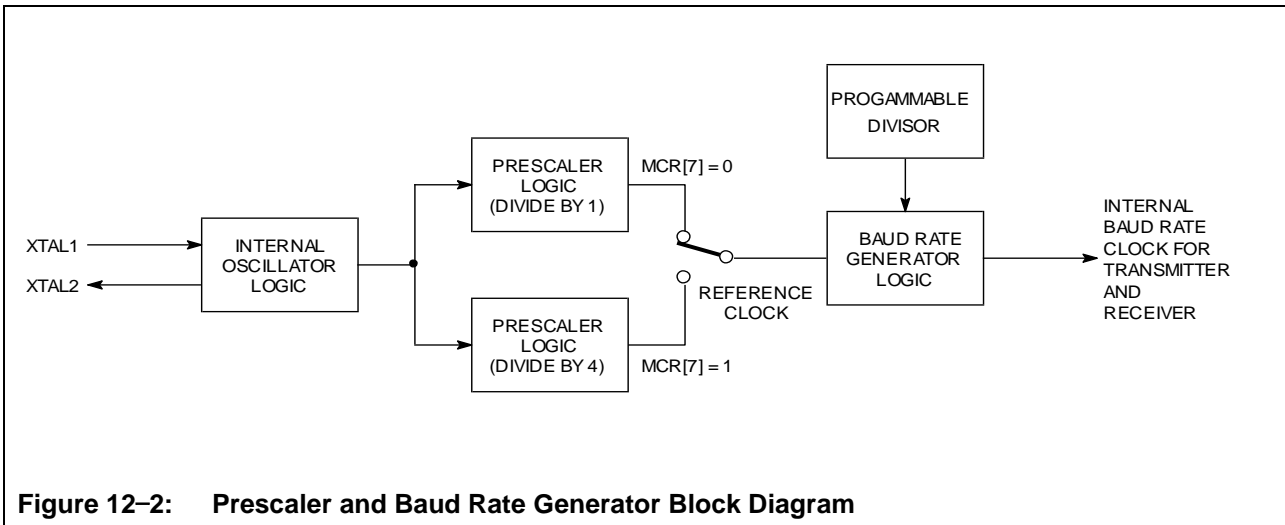 PROGAMMABLE
DIVISOR
PRESCALER
LOGIC
(DIVIDE BY 1)
MCR[7] = 0
XTAL1
XTAL2
INTERNAL
OSCILLATOR
LOGIC
BAUD RATE
GENERATOR
LOGIC
INTERNAL
BAUD RATE
CLOCK FOR
TRANSMITTER
AND
RECEIVER
REFERENCE
CLOCK
PRESCALER
LOGIC
(DIVIDE BY 4)
MCR[7] = 1
Figure 12–2: Prescaler and Baud Rate Generator Block Diagram